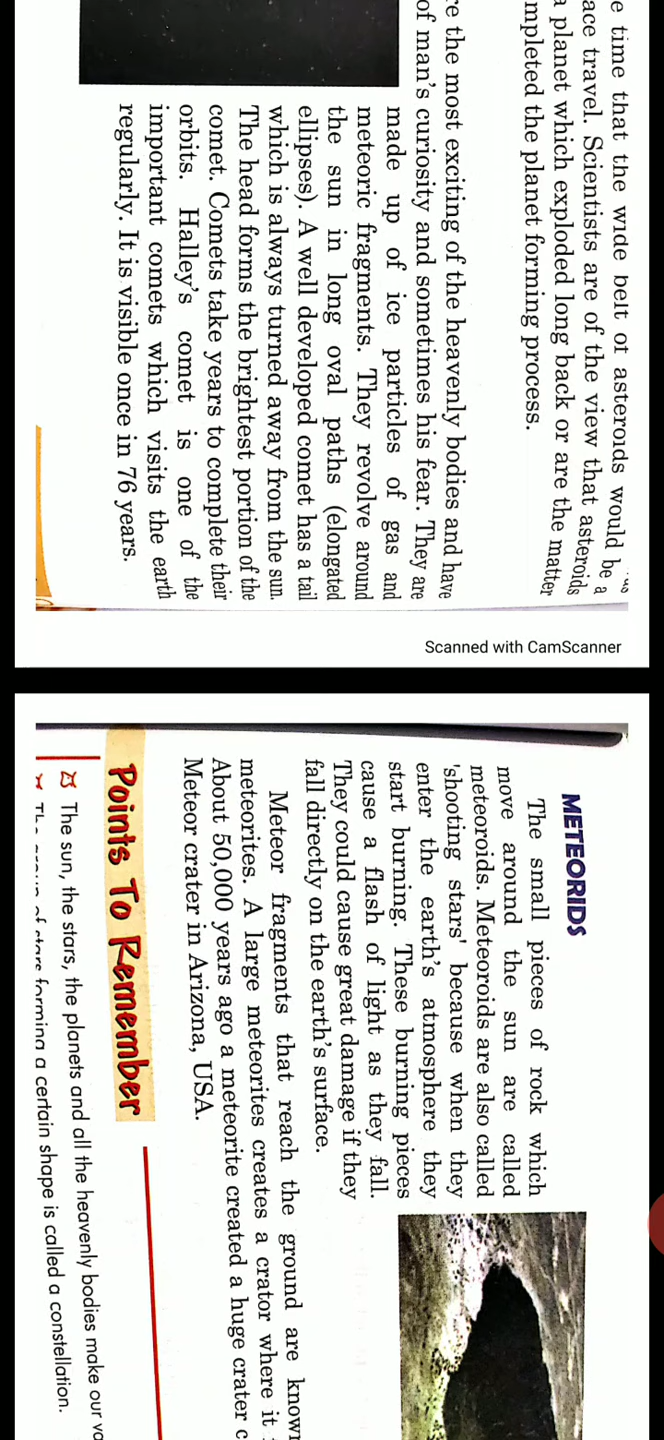 e time that the wide belt of asteroids would be a
ace travel. Scientists are of the view that asteroids
a planet which exploded long back or are the matter
mpleted the planet forming process.
re the most exciting of the heavenly bodies and have
of man's curiosity and sometimes his fear. They are
made up of ice particles of gas and
meteoric fragments. They revolve around
the sun in long oval paths (elongated
ellipses). A well developed comet has a tail
which is always turned away from the sun.
The head forms the brightest portion of the
comet. Comets take years to complete their
orbits. Halley's comet is one of the
important comets which visits the earth
regularly. It is visible once in 76 years.
Scanned with CamScanner
METEORIDS
The small pieces of rock which
move around the sun are called
meteoroids. Meteoroids are also called
'shooting stars' because when they
enter the earth's atmosphere they
start burning. These burning pieces
cause a flash of light as they fall.
They could cause great damage if they
fall directly on the earth's surface.
Meteor fragments that reach the ground are known
meteorites. A large meteorites creates a crator where it
About 50,000 years ago a meteorite created a huge crater c
Meteor crater in Arizona, USA.
Points To Remember
The sun, the stars, the planets and all the heavenly bodies make our
forming a certain shape is called a constellation.